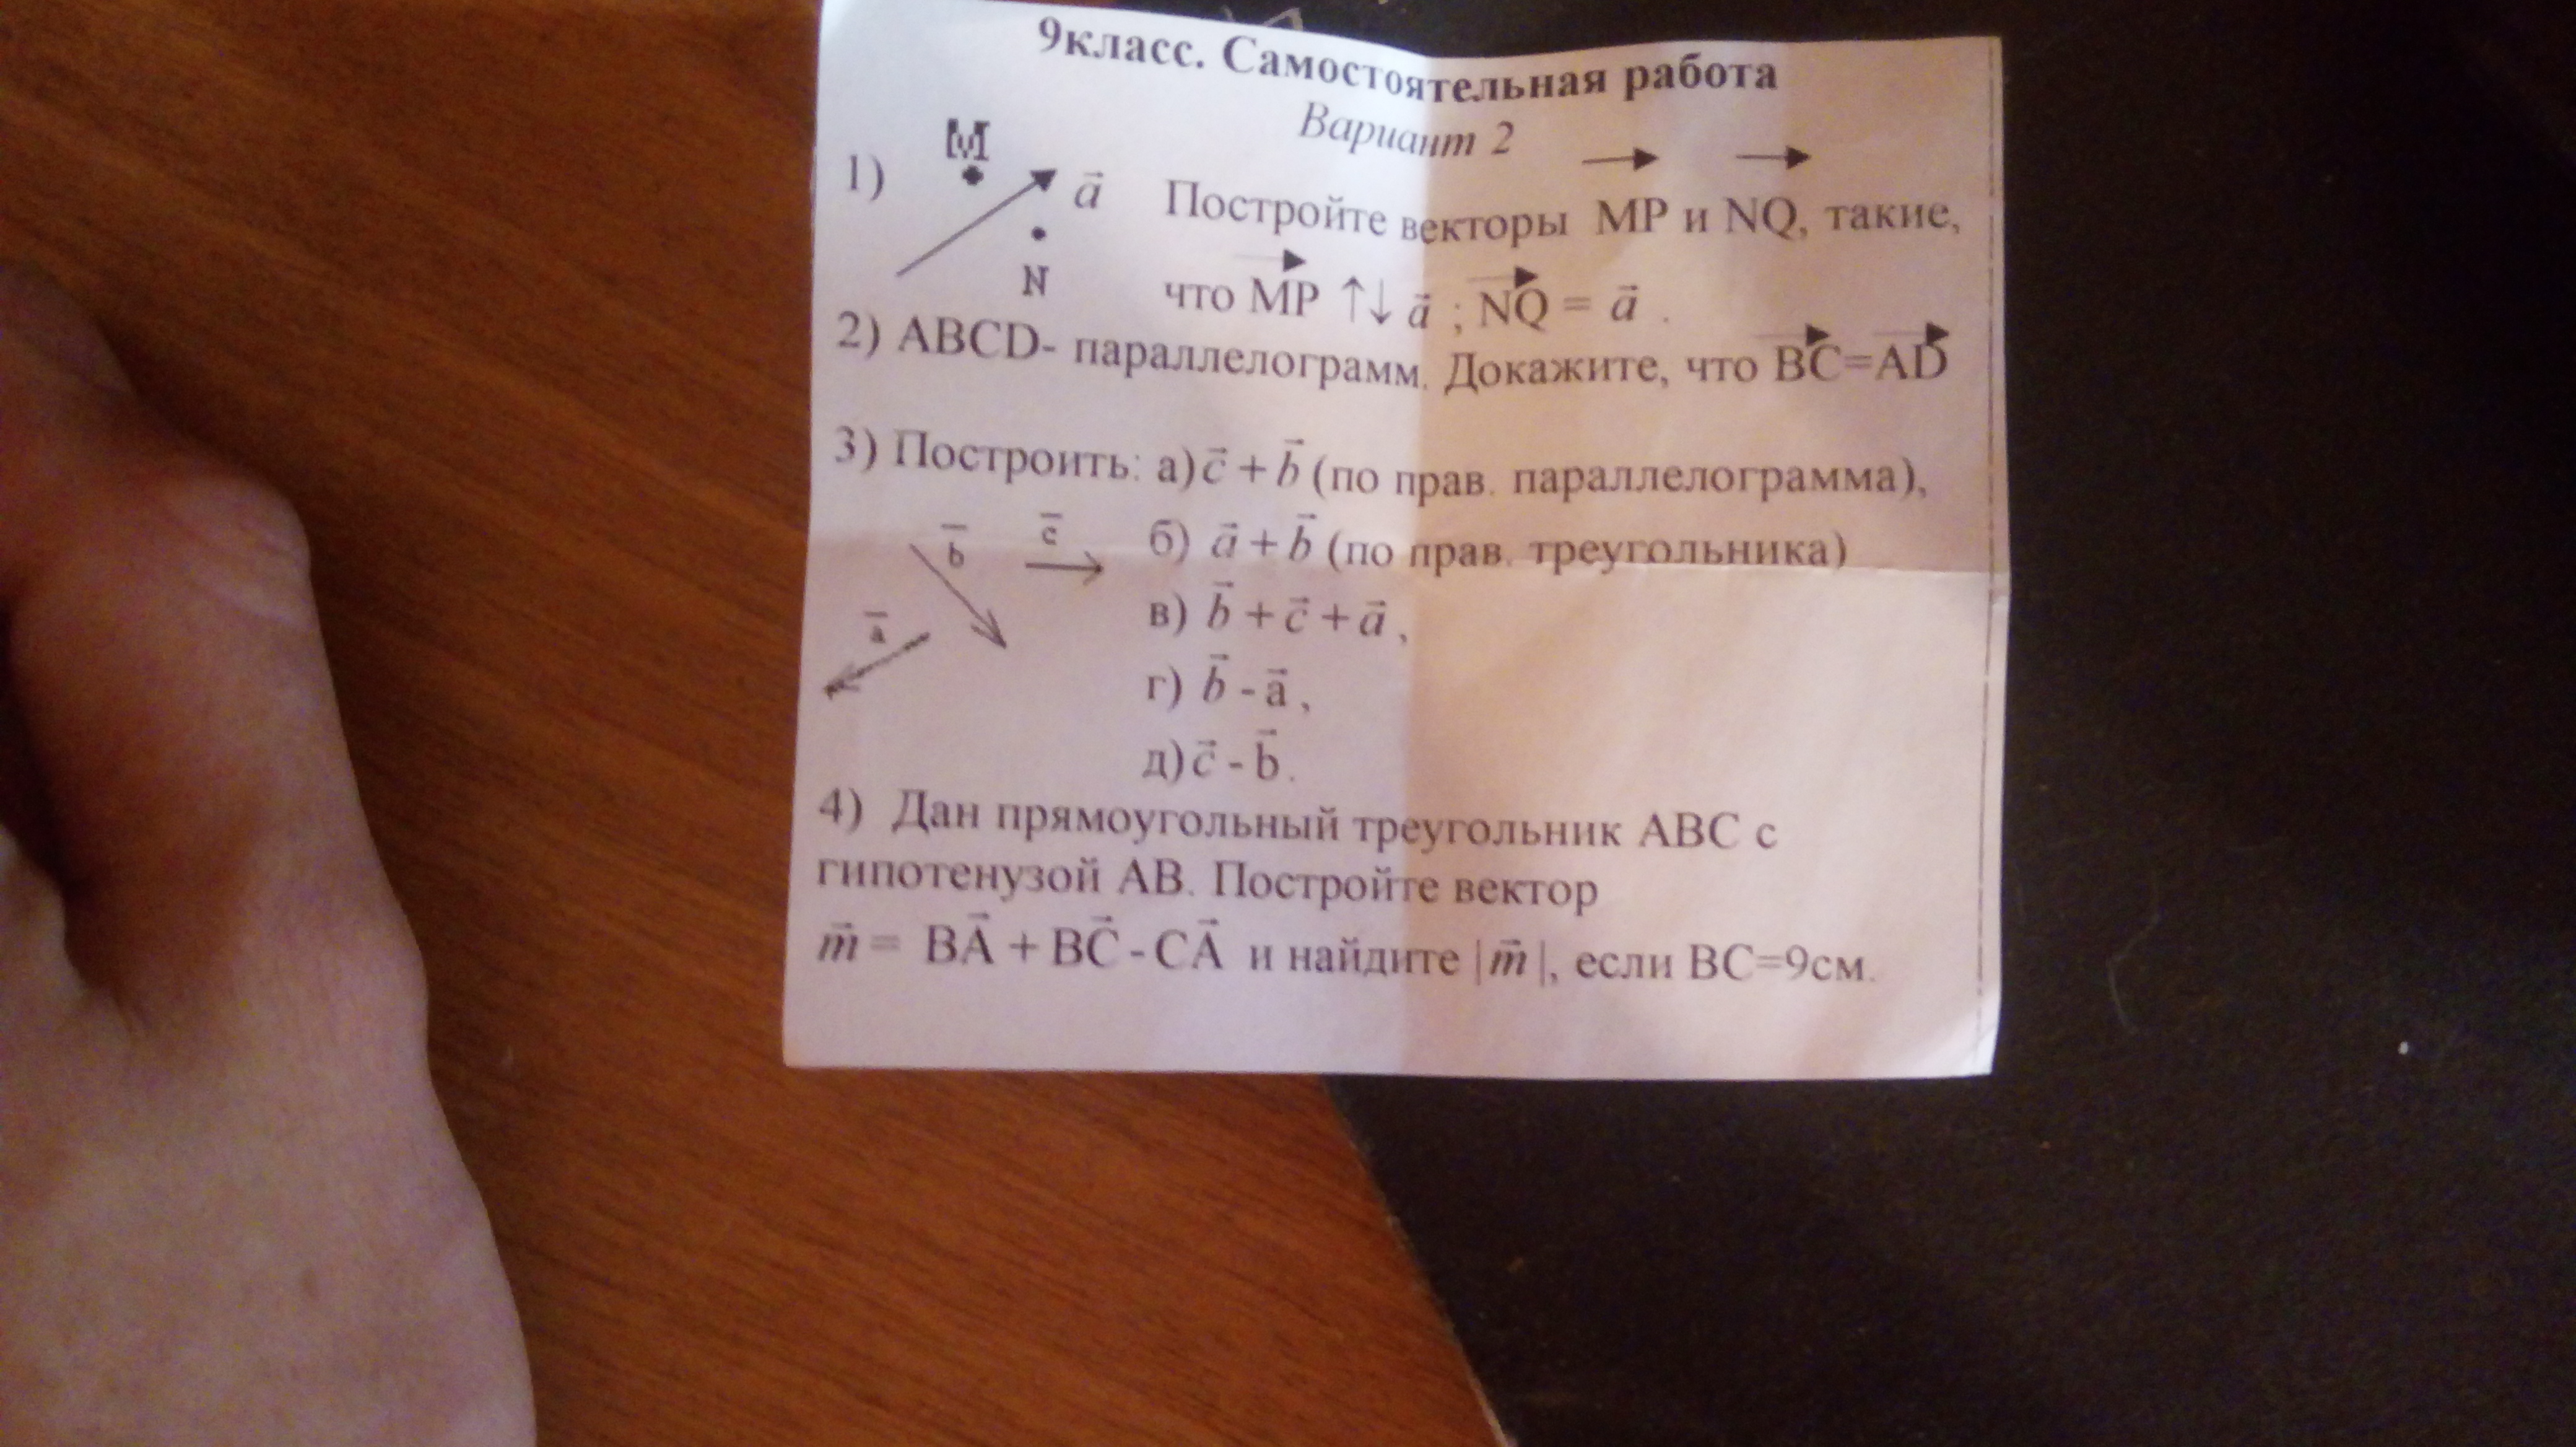 9класс. Самостоятельная работа
Вариант 2
M
1) a⃗ Постройте векторы MP→ и NQ→, такие,
N
что MP→ ↑↓ a⃗ ; NQ→ = a⃗ .
2) ABCD- параллелограмм. Докажите, что BC→=AD→
3) Построить: а)c⃗ + b⃗ (по прав. параллелограмма),
b̅ c̅ б) a⃗ + b⃗ (по прав. треугольника)
a̅ в) b⃗ + c⃗ + a⃗ ,
г) b⃗ - a⃗ ,
д)c⃗ - b⃗ .
4) Дан прямоугольный треугольник ABC с
гипотенузой AB. Постройте вектор
m⃗ = BA⃗ + BC⃗ - CA⃗ и найдите |m⃗ |, если BC=9см.